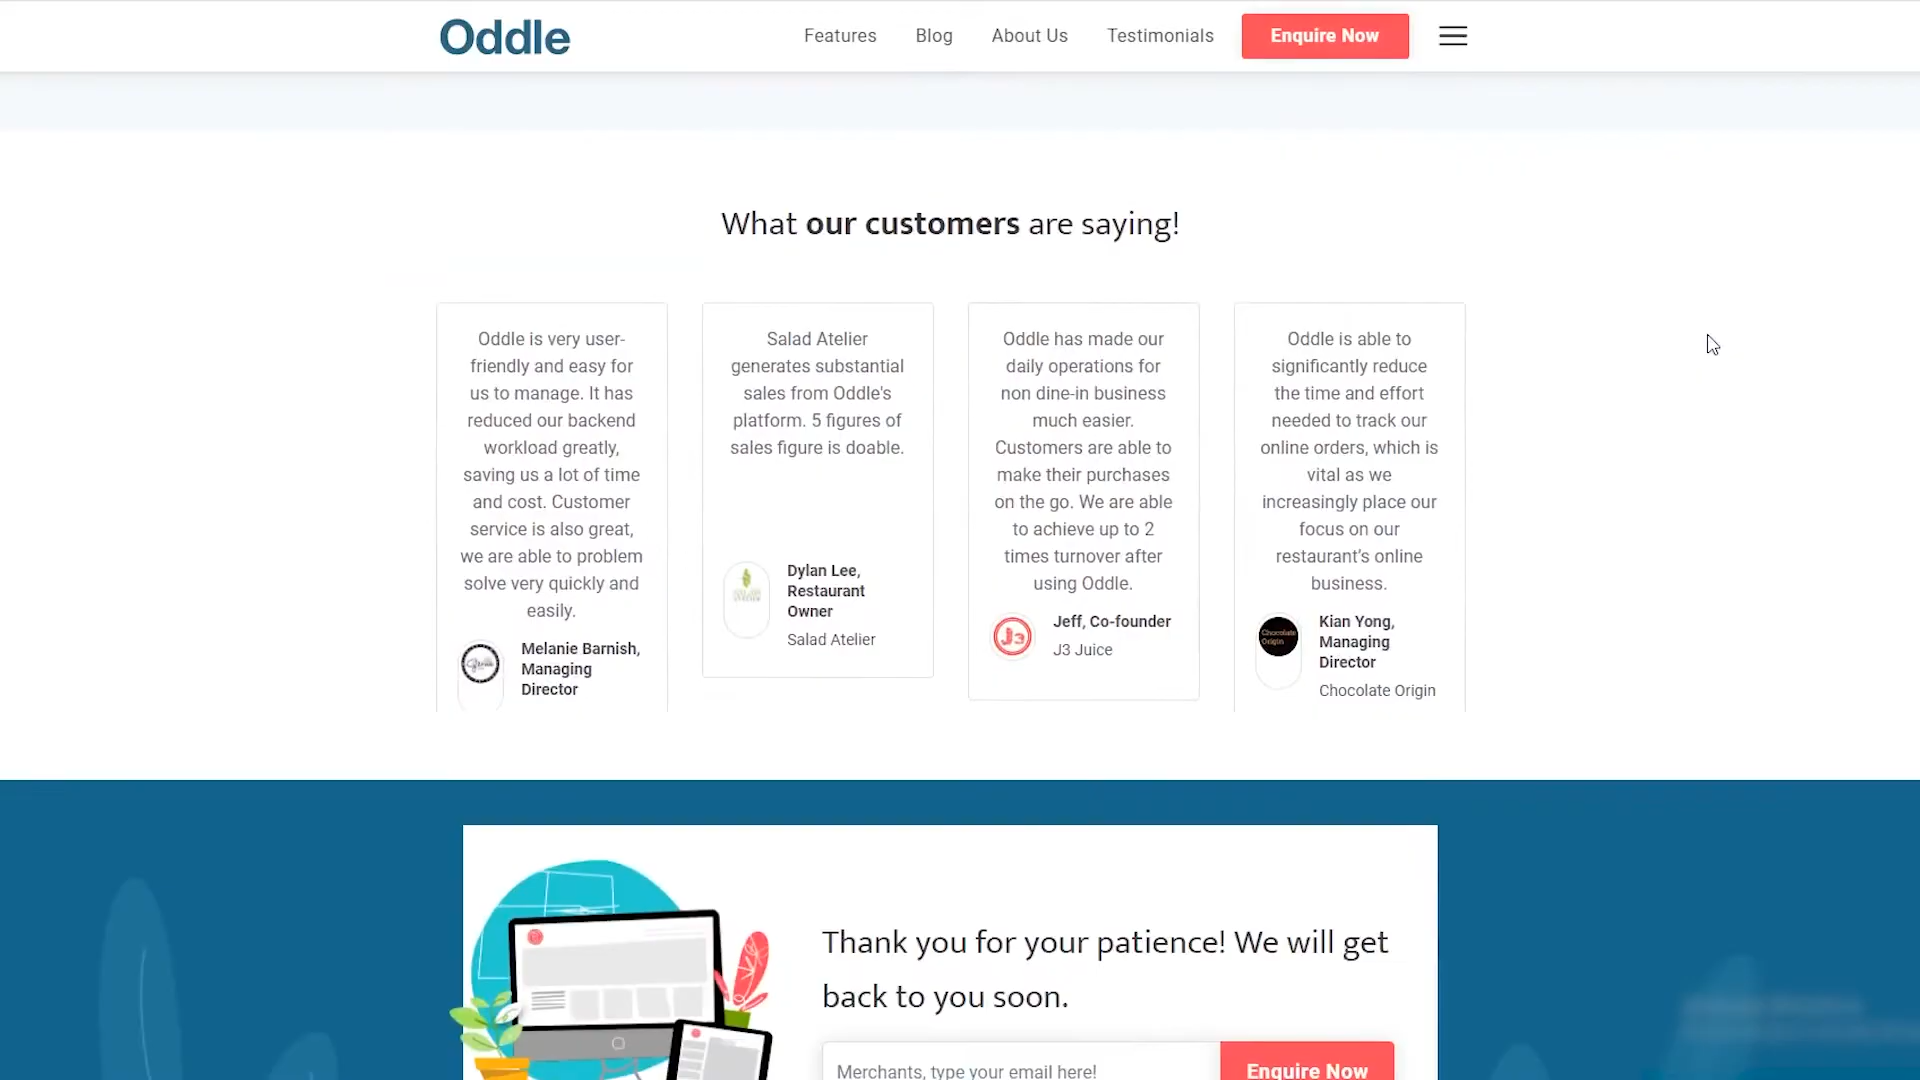 Oddle
Features
Blog
About Us
Testimonials
Enquire Now
What our customers are saying!
Oddle is very user-
friendly and easy for
us to manage. It has
reduced our backend
workload greatly,
saving us a lot of time
and cost. Customer
service is also great,
we are able to problem
solve very quickly and
easily.
Melanie Barnish,
Managing
Director
Salad Atelier
generates substantial
sales from Oddle's
platform. 5 figures of
sales figure is doable.
Dylan Lee,
Restaurant
Owner
Salad Atelier
Oddle has made our
daily operations for
non dine-in business
much easier.
Customers are able to
make their purchases
on the go. We are able
to achieve up to 2
times turnover after
using Oddle.
J3
Jeff, Co-founder
J3 Juice
Oddle is able to
significantly reduce
the time and effort
needed to track our
online orders, which is
vital as we
increasingly place our
focus on our
restaurant's online
business.
Chocolate
Origin
Kian Yong,
Managing
Director
Chocolate Origin
Thank you for your patience! We will get
back to you soon.
Merchants, type your email here!
Enquire Now